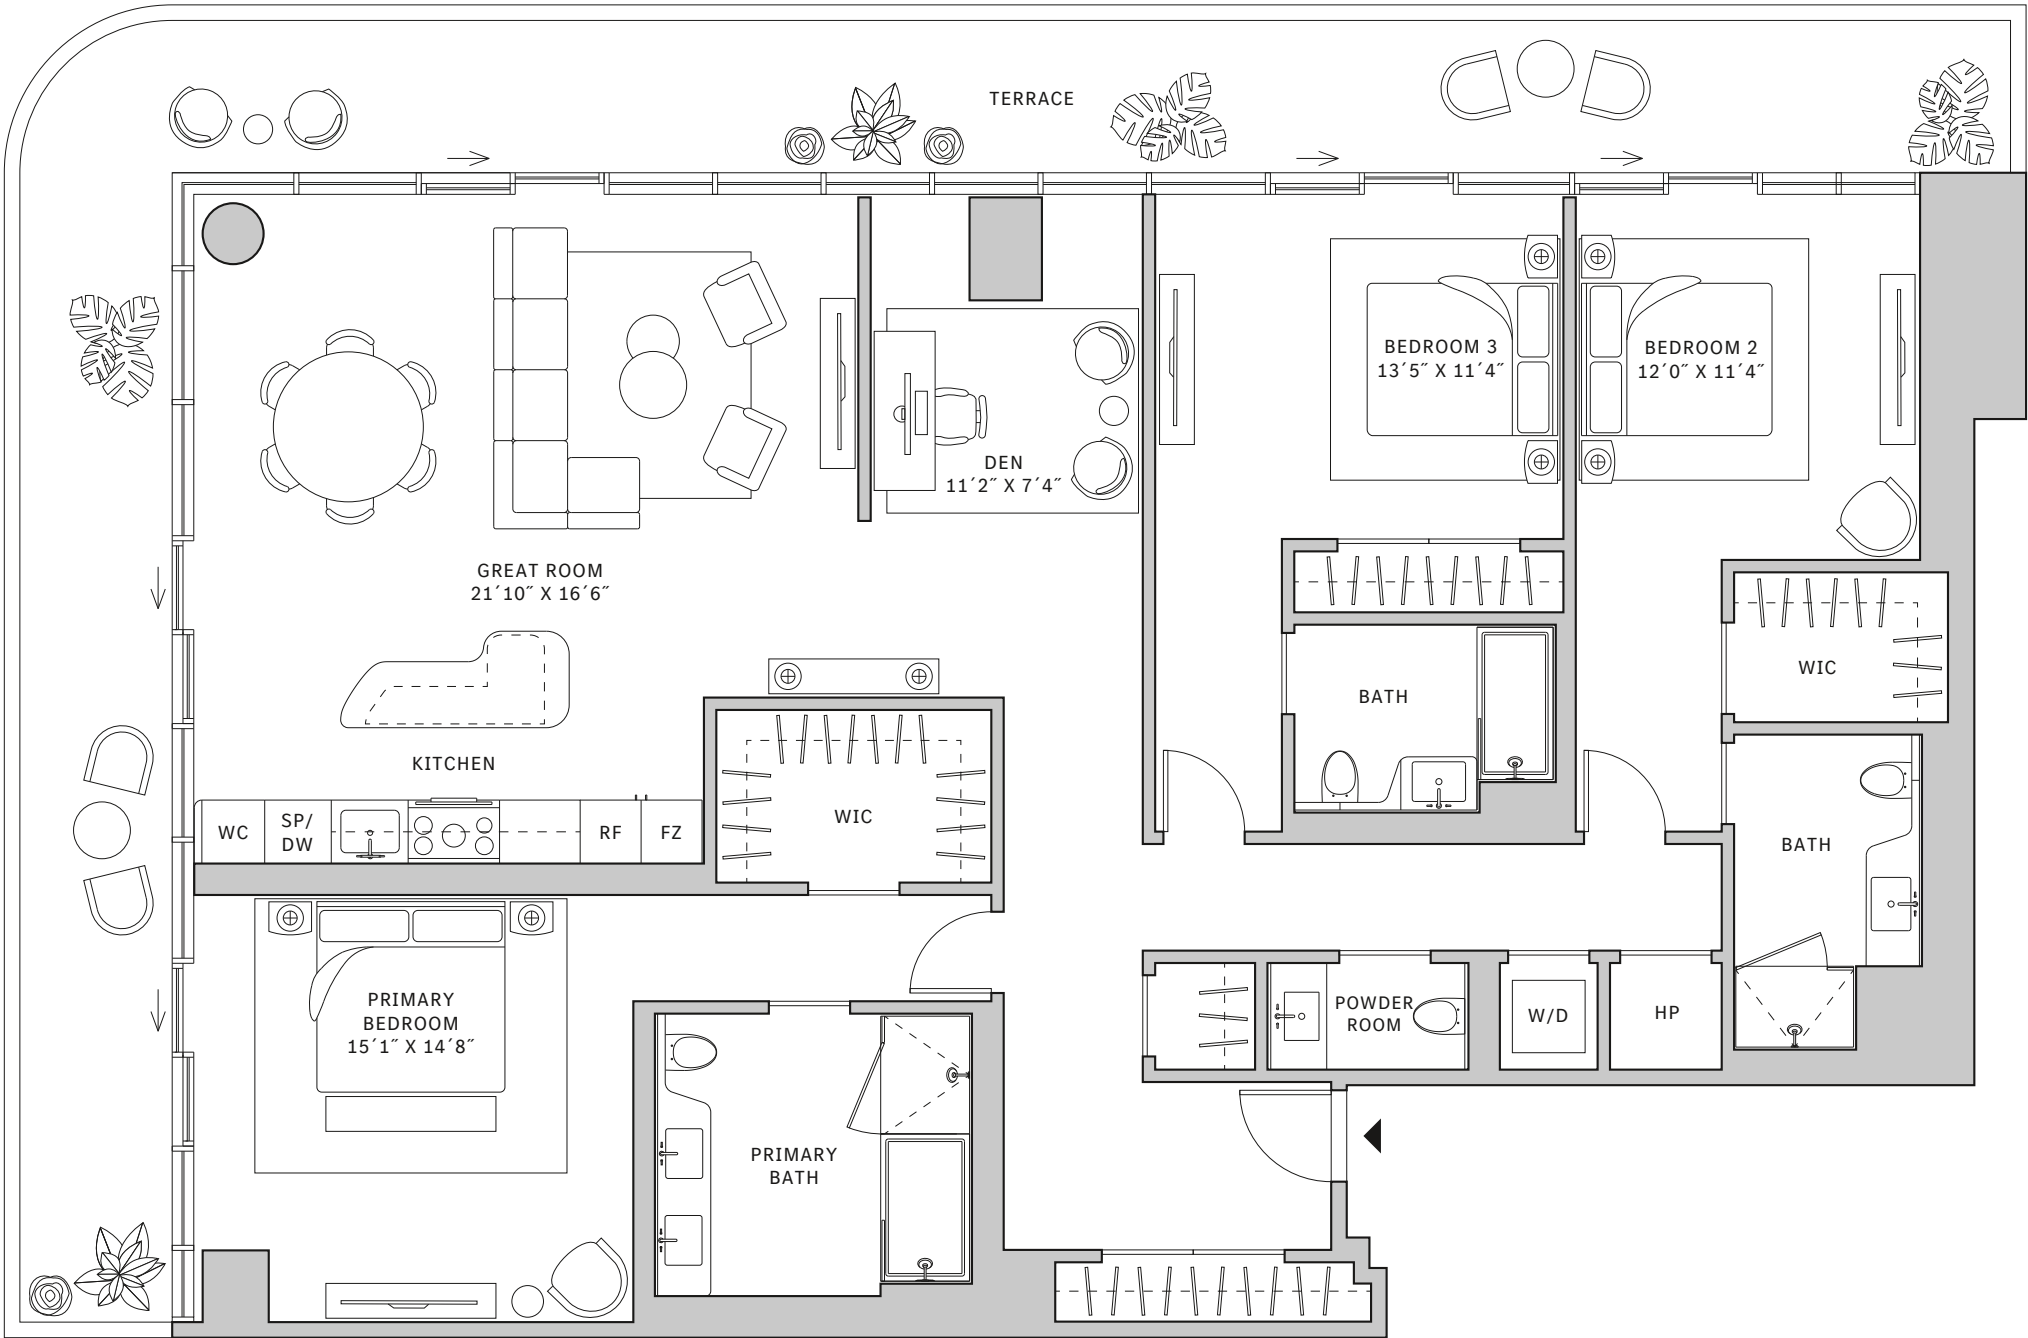 TERRACE
BEDROOM 3
13´5˝ X 11´4˝
BEDROOM 2
12´0˝ X 11´4˝
DEN
11´2˝ X 7´4˝
GREAT ROOM
21´10˝ X 16´6˝
WIC
BATH
KITCHEN
WIC
WC
SP/
DW
RF
FZ
BATH
PRIMARY
BEDROOM
15´1˝ X 14´8˝
POWDER
ROOM
W/D
HP
PRIMARY
BATH